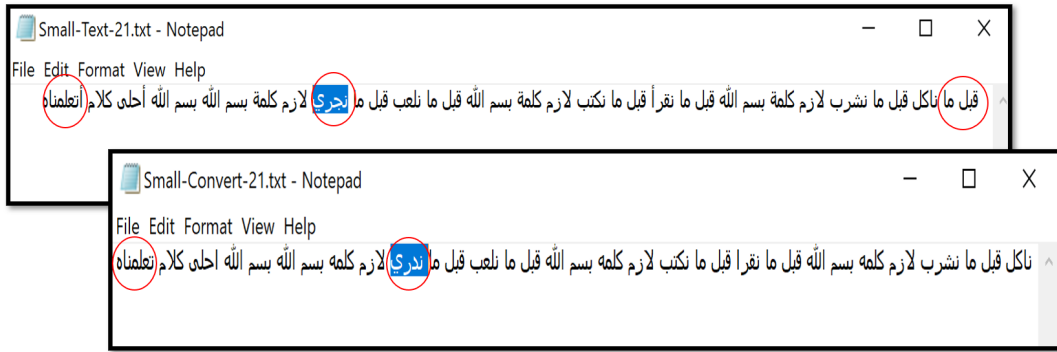 Small-Text-21.txt - Notepad
File Edit Format View Help
قبل ما ناكل قبل ما نشرب لازم كلمة بسم الله قبل ما نقرأ قبل ما نكتب لازم كلمة بسم الله قبل ما نلعب قبل ما نجري لازم كلمة بسم الله بسم الله أحلى كلام أتعلمناه
Small-Convert-21.txt - Notepad
File Edit Format View Help
ناكل قبل ما نشرب لازم كلمه بسم الله قبل ما نقرا قبل ما نكتب لازم كلمه بسم الله قبل ما نلعب قبل ما ندري لازم كلمه بسم الله بسم الله احلى كلام تعلمناه